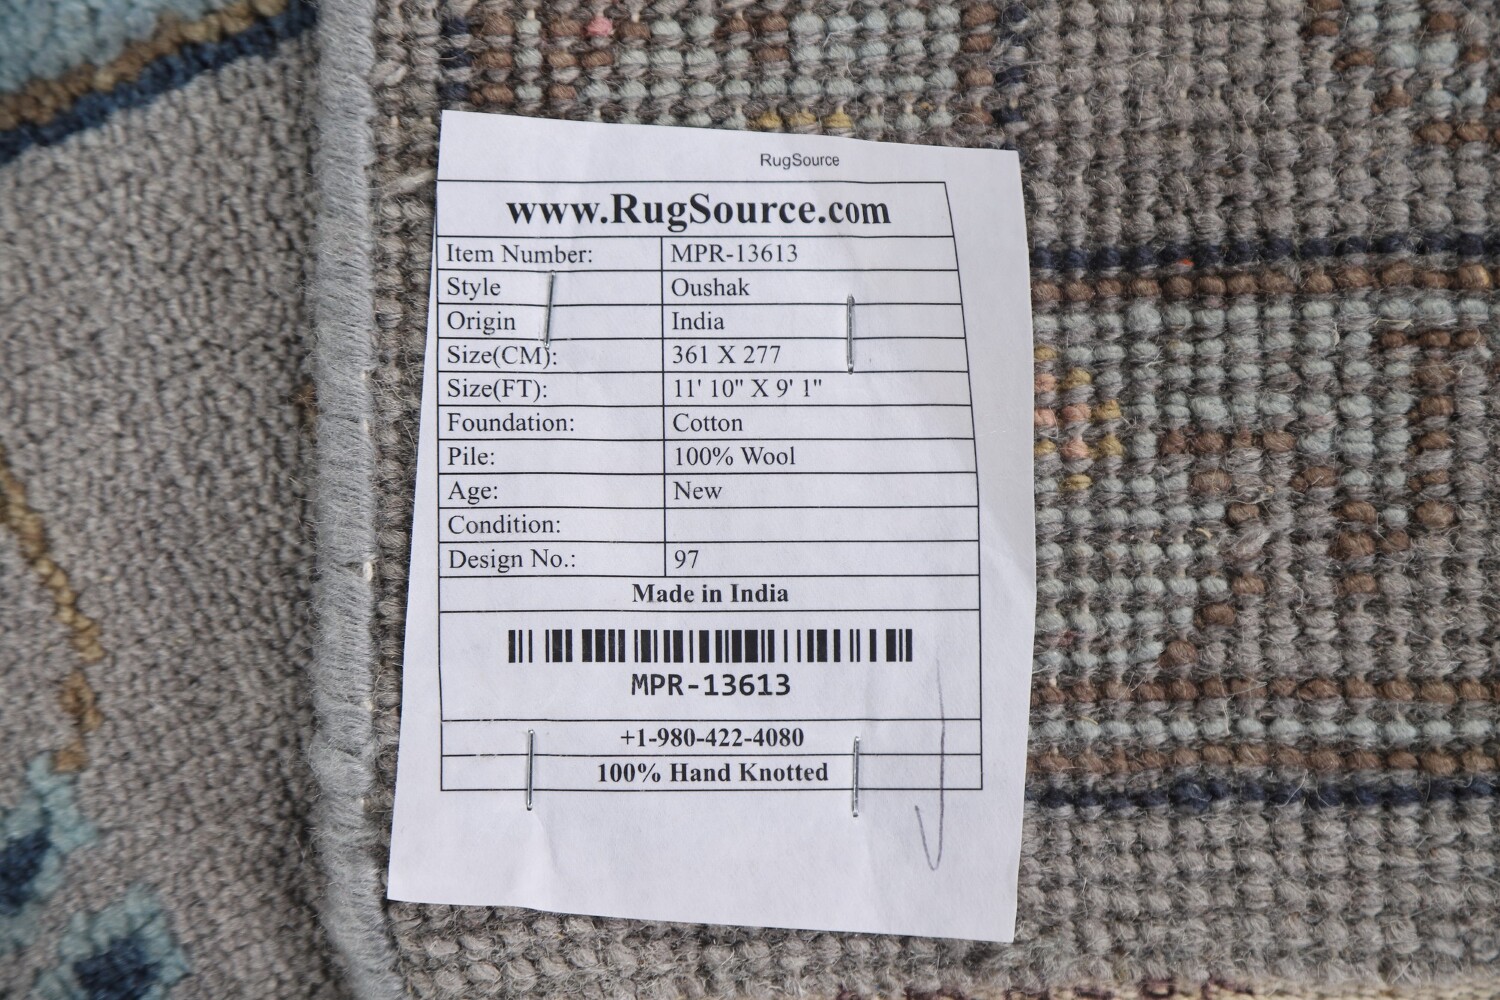 RugSource
www.RugSource.com
Item Number: MPR-13613
Style Oushak
Origin India
Size(CM): 361 X 277
Size(FT): 11' 10" X 9' 1"
Foundation: Cotton
Pile: 100% Wool
Age: New
Condition:
Design No.: 97
Made in India
MPR-13613
+1-980-422-4080
100% Hand Knotted